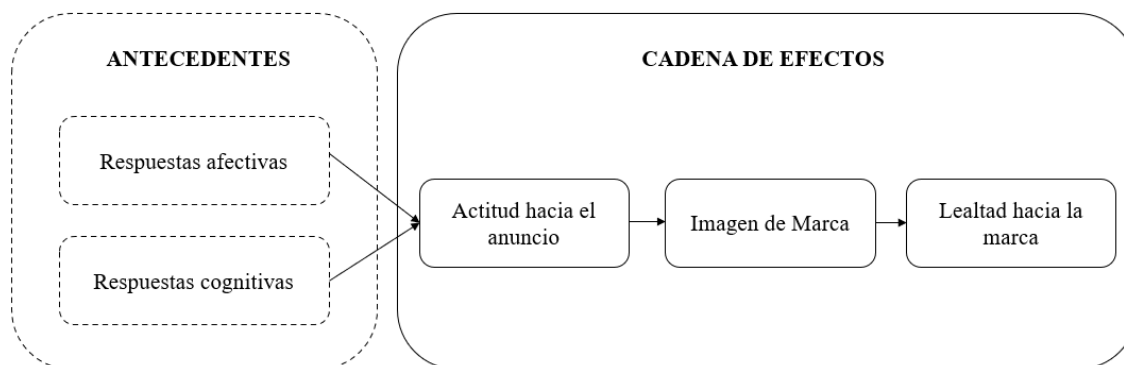 ANTECEDENTES
Respuestas afectivas
Respuestas cognitivas
CADENA DE EFECTOS
Actitud hacia el
anuncio
Imagen de Marca
Lealtad hacia la
marca